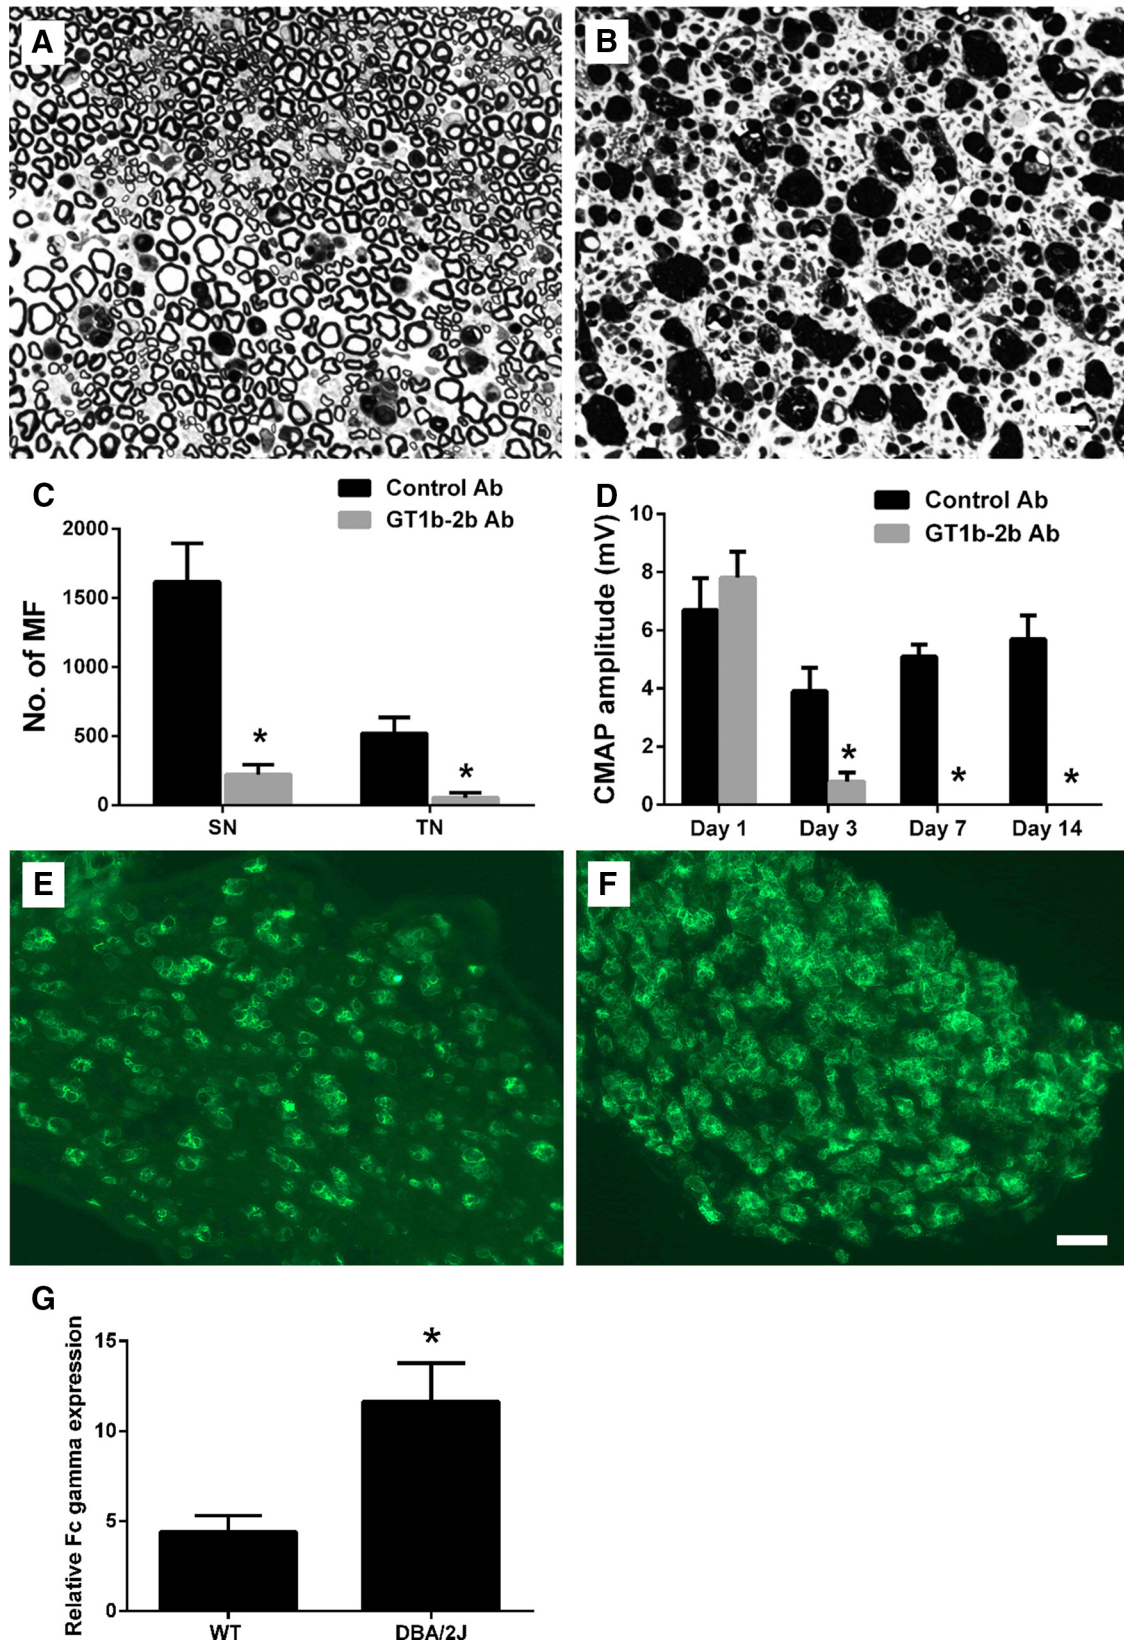 A
B
C
Control Ab
GT1b-2b Ab
No. of MF
2000
1500
1000
500
0
*
*
SN
TN
D
Control Ab
GT1b-2b Ab
CMAP amplitude (mV)
10
8
6
4
2
0
*
*
*
Day 1
Day 3
Day 7
Day 14
E
F
G
Relative Fc gamma expression
15
10
5
0
*
WT
DBA/2J